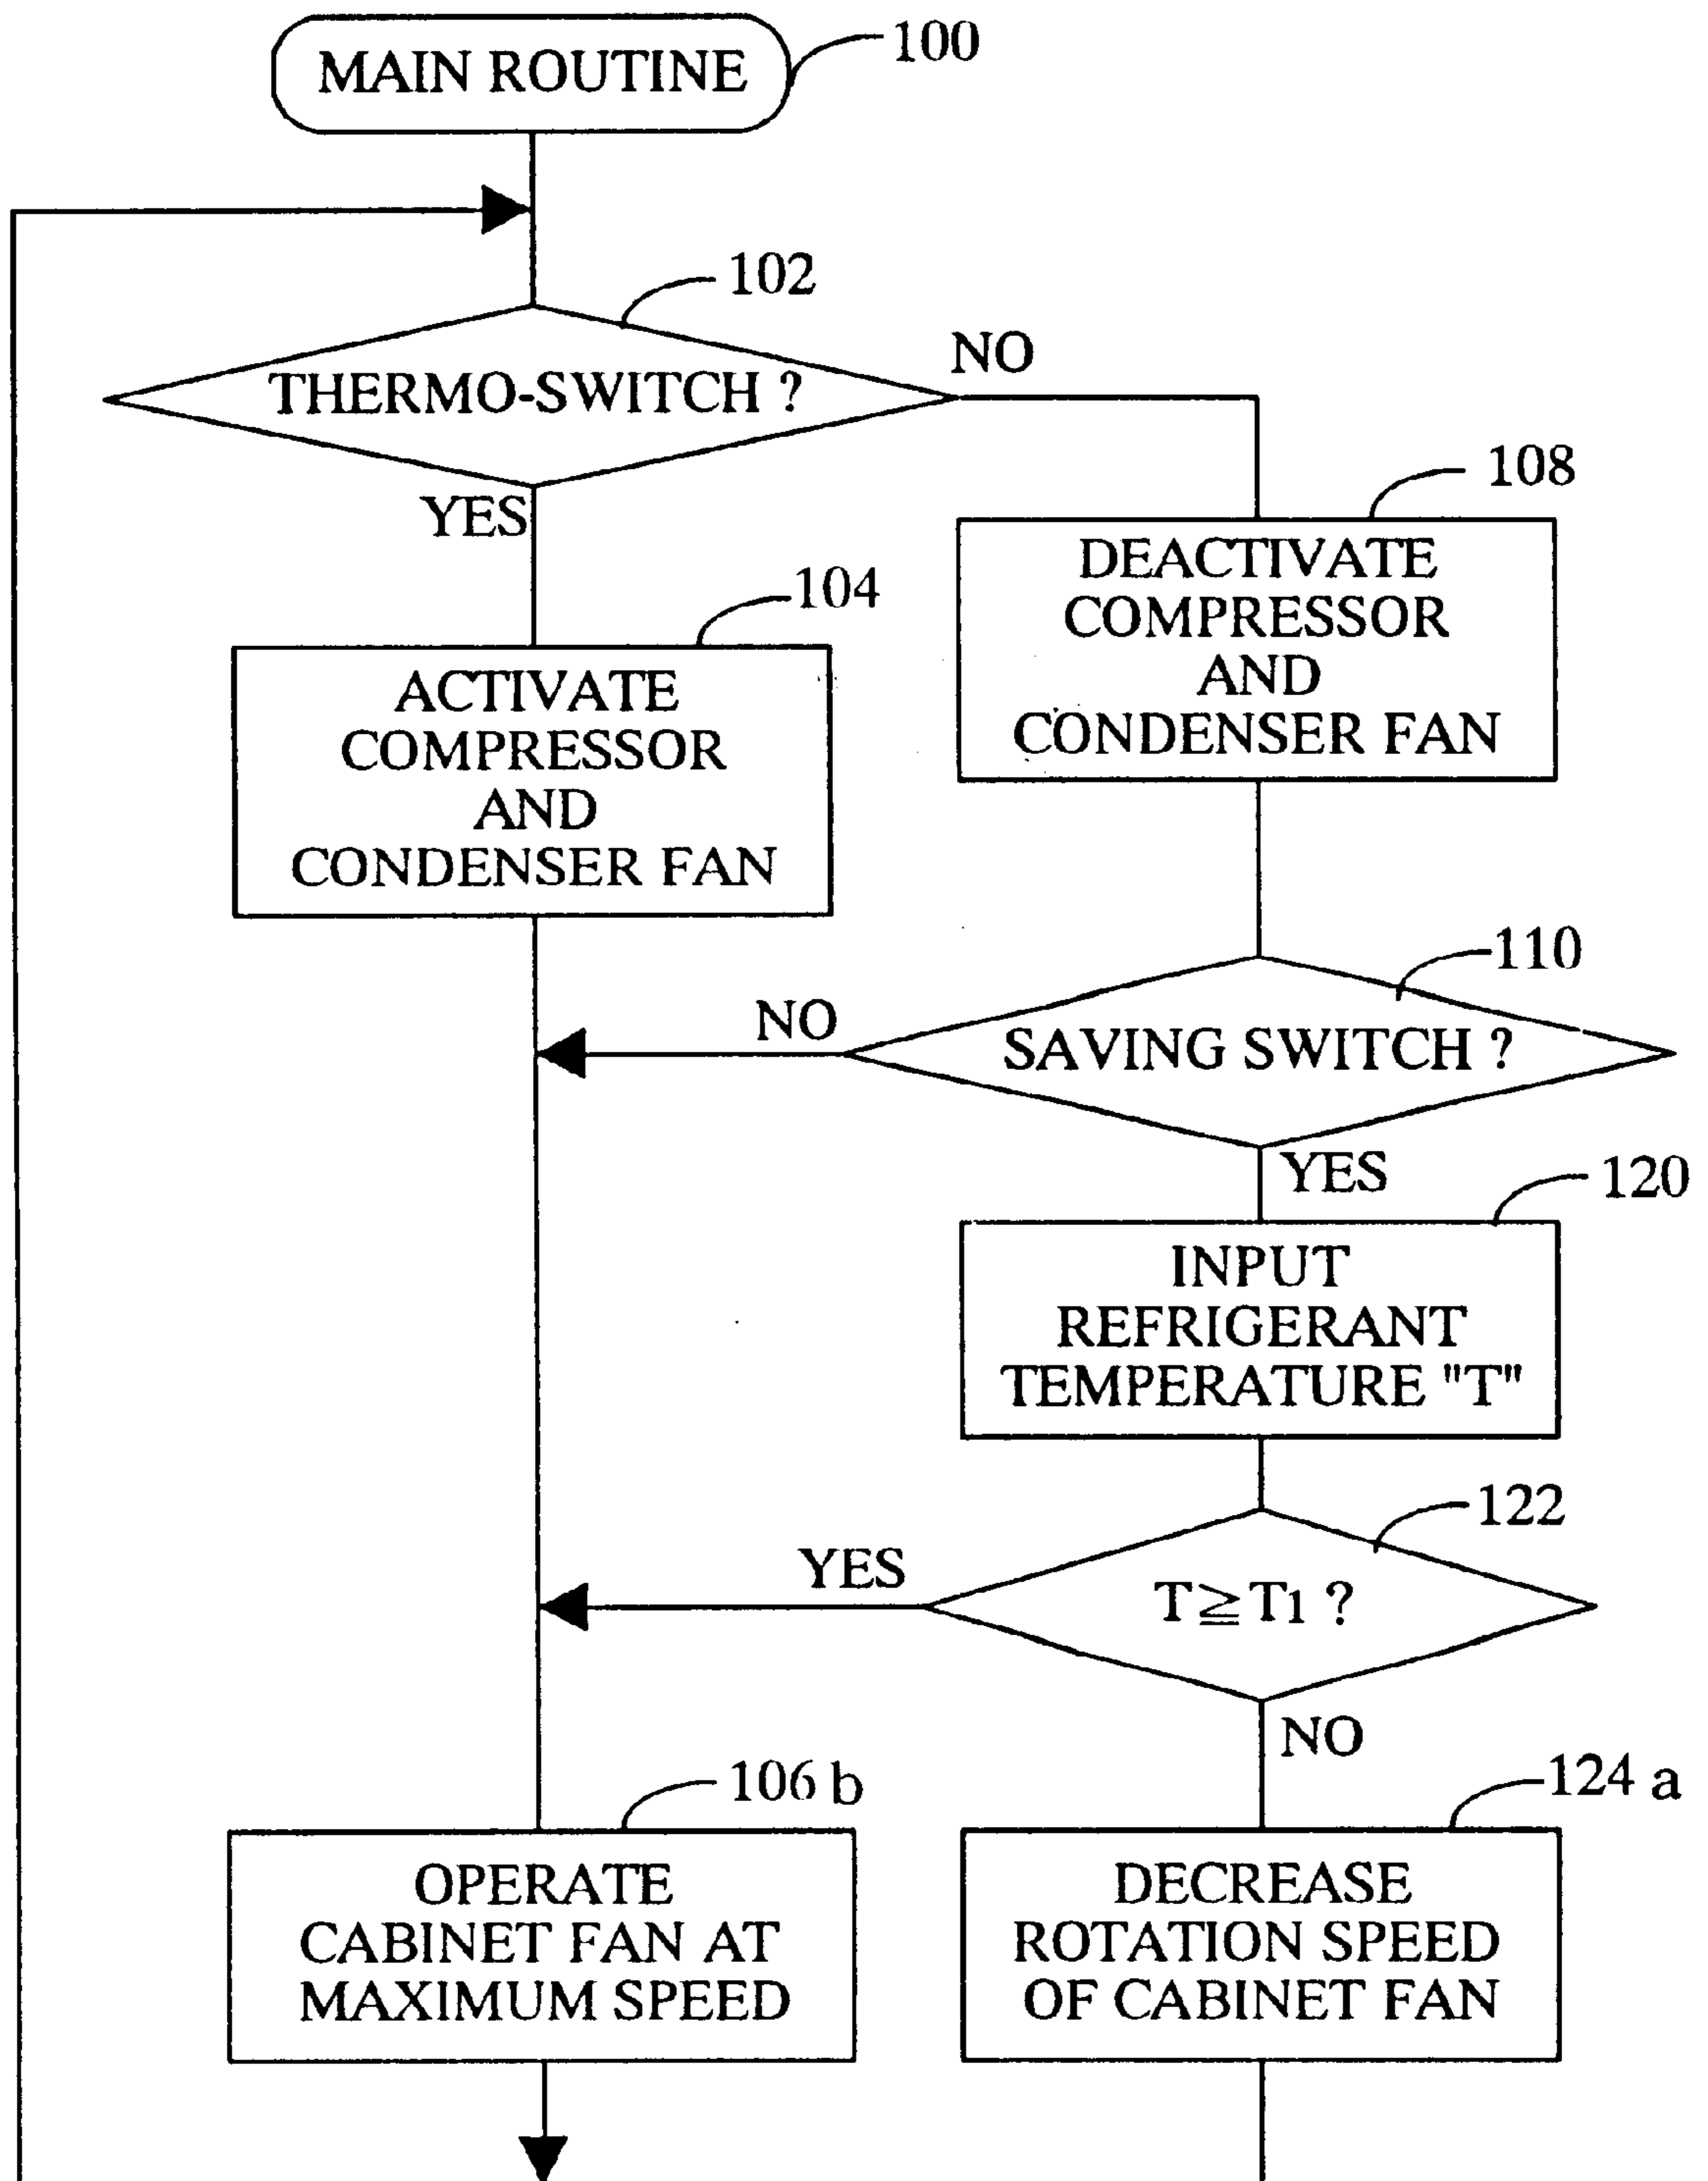 MAIN ROUTINE
100
102
THERMO-SWITCH ?
NO
YES
108
DEACTIVATE
COMPRESSOR
AND
CONDENSER FAN
104
ACTIVATE
COMPRESSOR
AND
CONDENSER FAN
110
SAVING SWITCH ?
NO
YES
120
INPUT
REFRIGERANT
TEMPERATURE "T"
122
T≧T1 ?
YES
NO
106 b
OPERATE
CABINET FAN AT
MAXIMUM SPEED
124 a
DECREASE
ROTATION SPEED
OF CABINET FAN